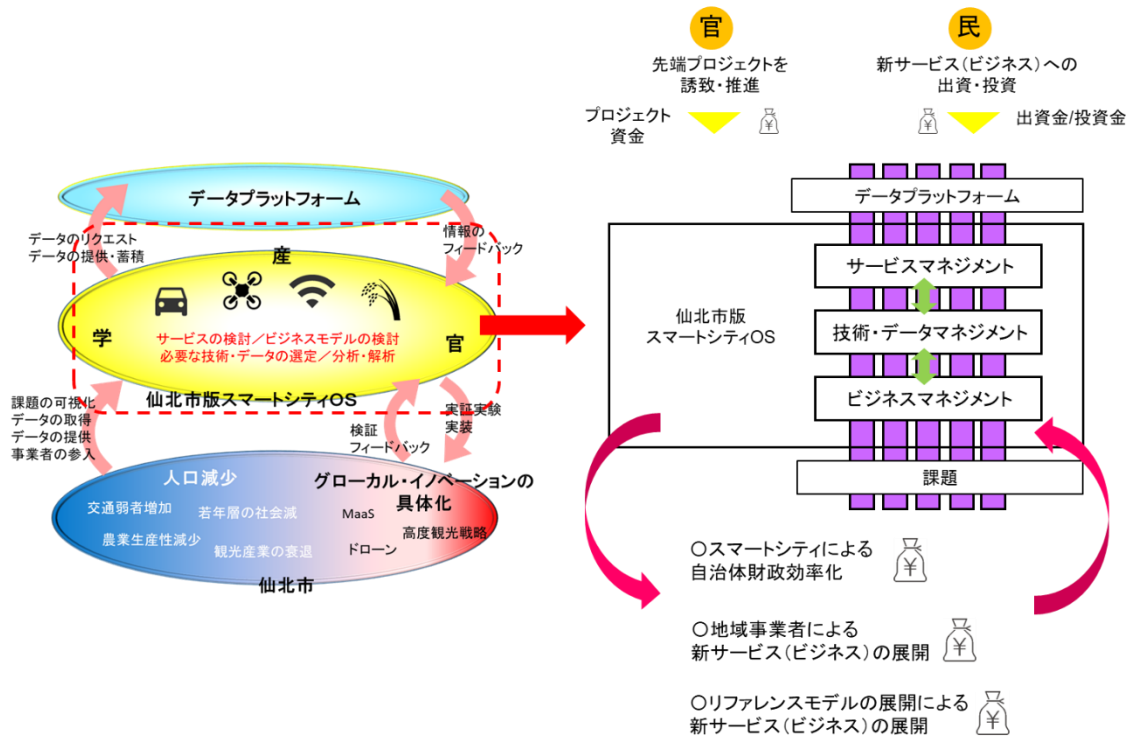 データプラットフォーム
データのリクエスト
データの提供・蓄積
情報の
フィードバック
産
学
官
サービスの検討／ビジネスモデルの検討
必要な技術・データの選定／分析・解析
仙北市版スマートシティOS
課題の可視化
データの取得
データの提供
事業者の参入
検証
フィードバック
実証実験
実装
人口減少
交通弱者増加
若年層の社会減
農業生産性減少
観光産業の衰退
グローカル・イノベーションの
具体化
MaaS
高度観光戦略
ドローン
仙北市
官
先端プロジェクトを
誘致・推進
プロジェクト
資金
¥
民
新サービス（ビジネス）への
出資・投資
¥
出資金/投資金
データプラットフォーム
仙北市版
スマートシティOS
サービスマネジメント
技術・データマネジメント
ビジネスマネジメント
課題
○スマートシティによる
自治体財政効率化
¥
○地域事業者による
新サービス（ビジネス）の展開
¥
○リファレンスモデルの展開による
新サービス（ビジネス）の展開
¥